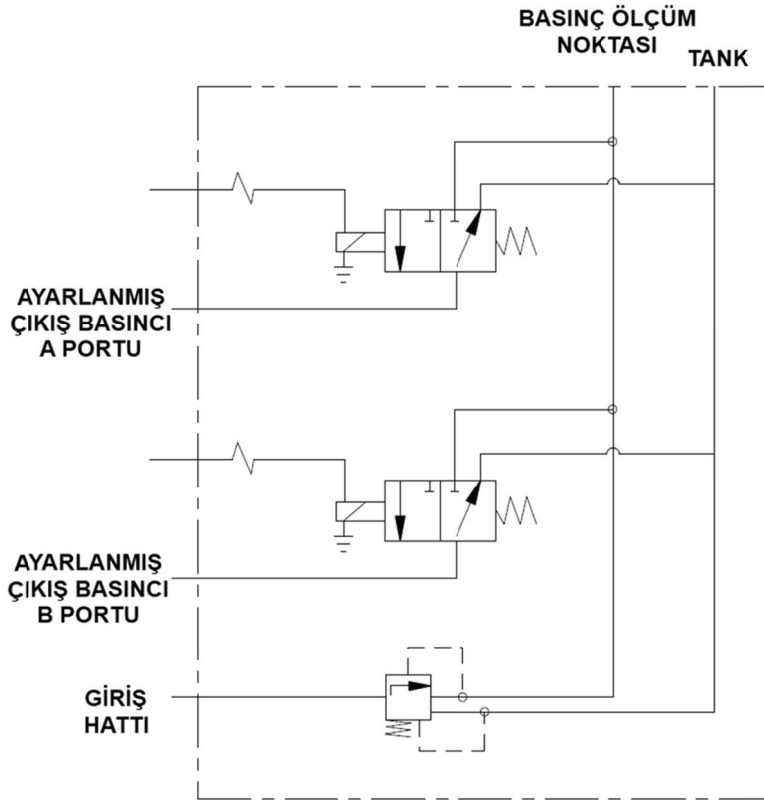 BASINÇ ÖLÇÜM
NOKTASI
TANK
AYARLANMIŞ
ÇIKIŞ BASINCI
A PORTU
AYARLANMIŞ
ÇIKIŞ BASINCI
B PORTU
GİRİŞ
HATTI